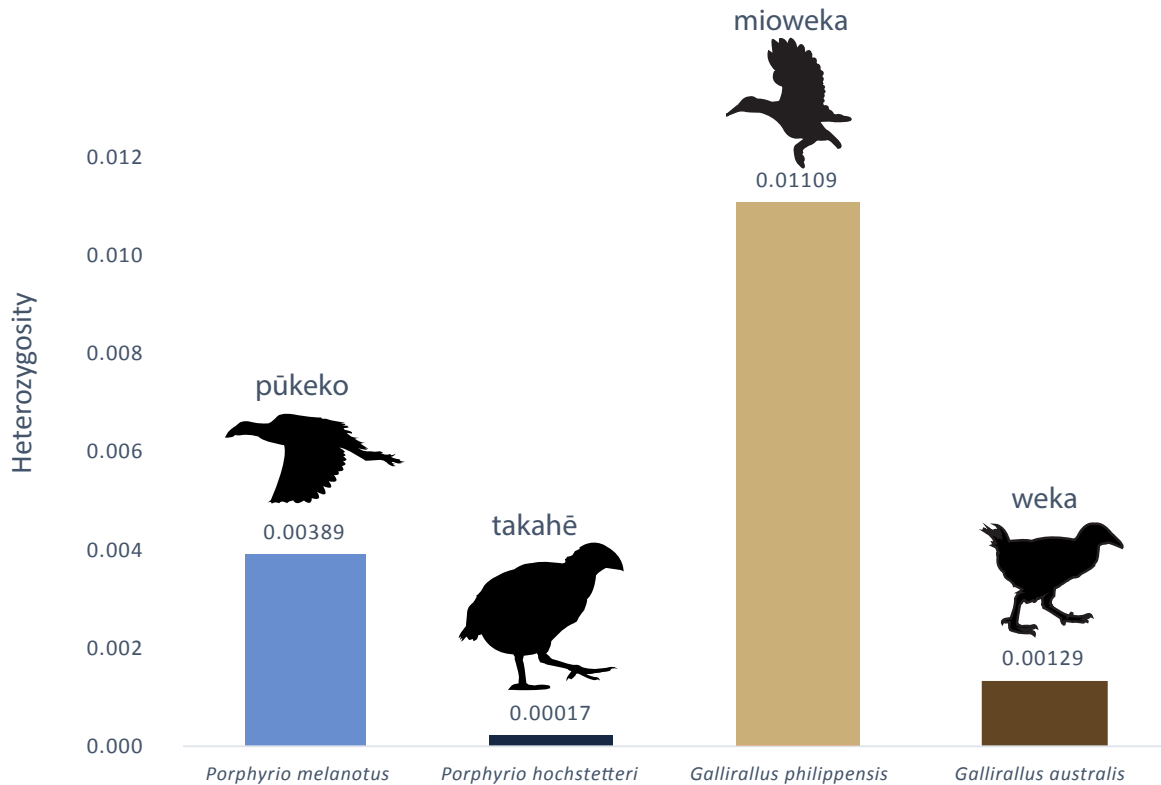 mioweka
0.012
0.01109
0.010
Heterozygosity
0.008
pūkeko
0.006
weka
takahē
0.00389
0.004
0.002
0.00129
0.00017
0.000
Porphyrio melanotus
Porphyrio hochstetteri
Gallirallus philippensis
Gallirallus australis